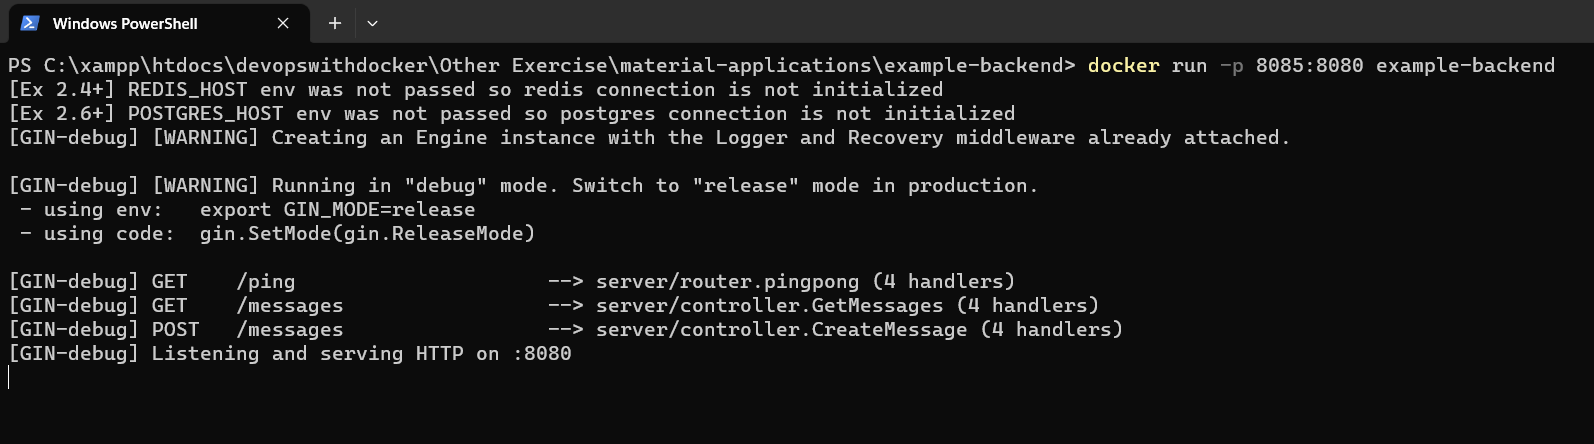 Windows PowerShell
PS C:\xampp\htdocs\devopswithdocker\Other Exercise\material-applications\example-backend> docker run -p 8085:8080 example-backend
[Ex 2.4+] REDIS_HOST env was not passed so redis connection is not initialized
[Ex 2.6+] POSTGRES_HOST env was not passed so postgres connection is not initialized
[GIN-debug] [WARNING] Creating an Engine instance with the Logger and Recovery middleware already attached.
[GIN-debug] [WARNING] Running in "debug" mode. Switch to "release" mode in production.
- using env:   export GIN_MODE=release
- using code:  gin.SetMode(gin.ReleaseMode)
[GIN-debug] GET    /ping                     --> server/router.pingpong (4 handlers)
[GIN-debug] GET    /messages                 --> server/controller.GetMessages (4 handlers)
[GIN-debug] POST   /messages                 --> server/controller.CreateMessage (4 handlers)
[GIN-debug] Listening and serving HTTP on :8080